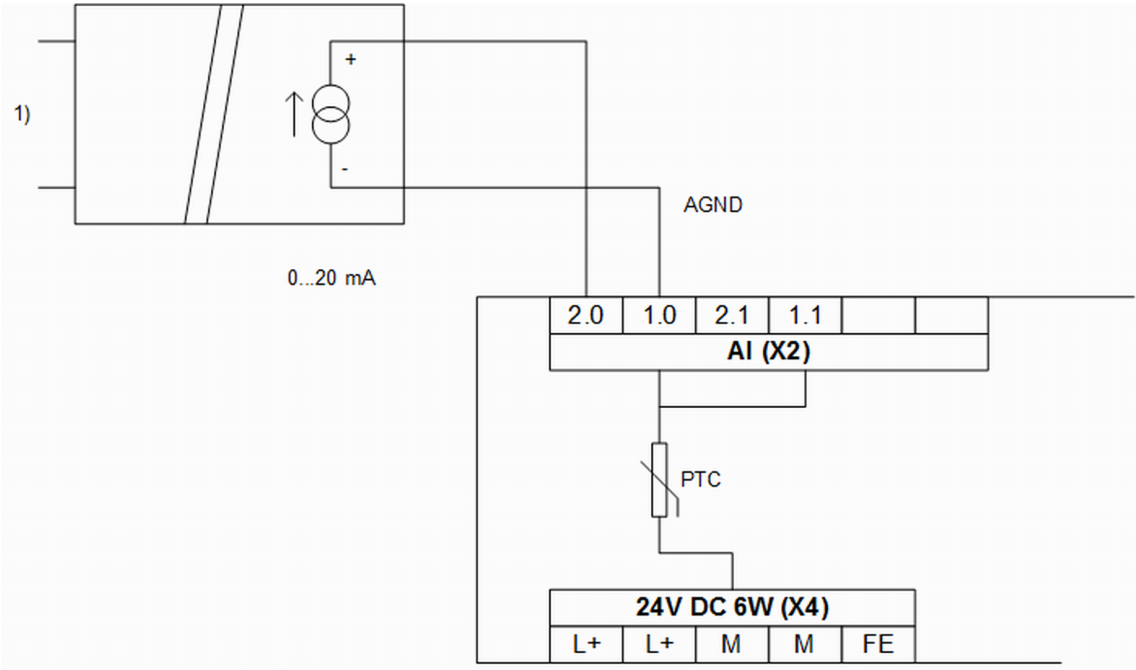 +
1)
-
AGND
0...20 mA
2.0 1.0 2.1 1.1
AI (X2)
PTC
24V DC 6W (X4)
L+ L+ M M FE